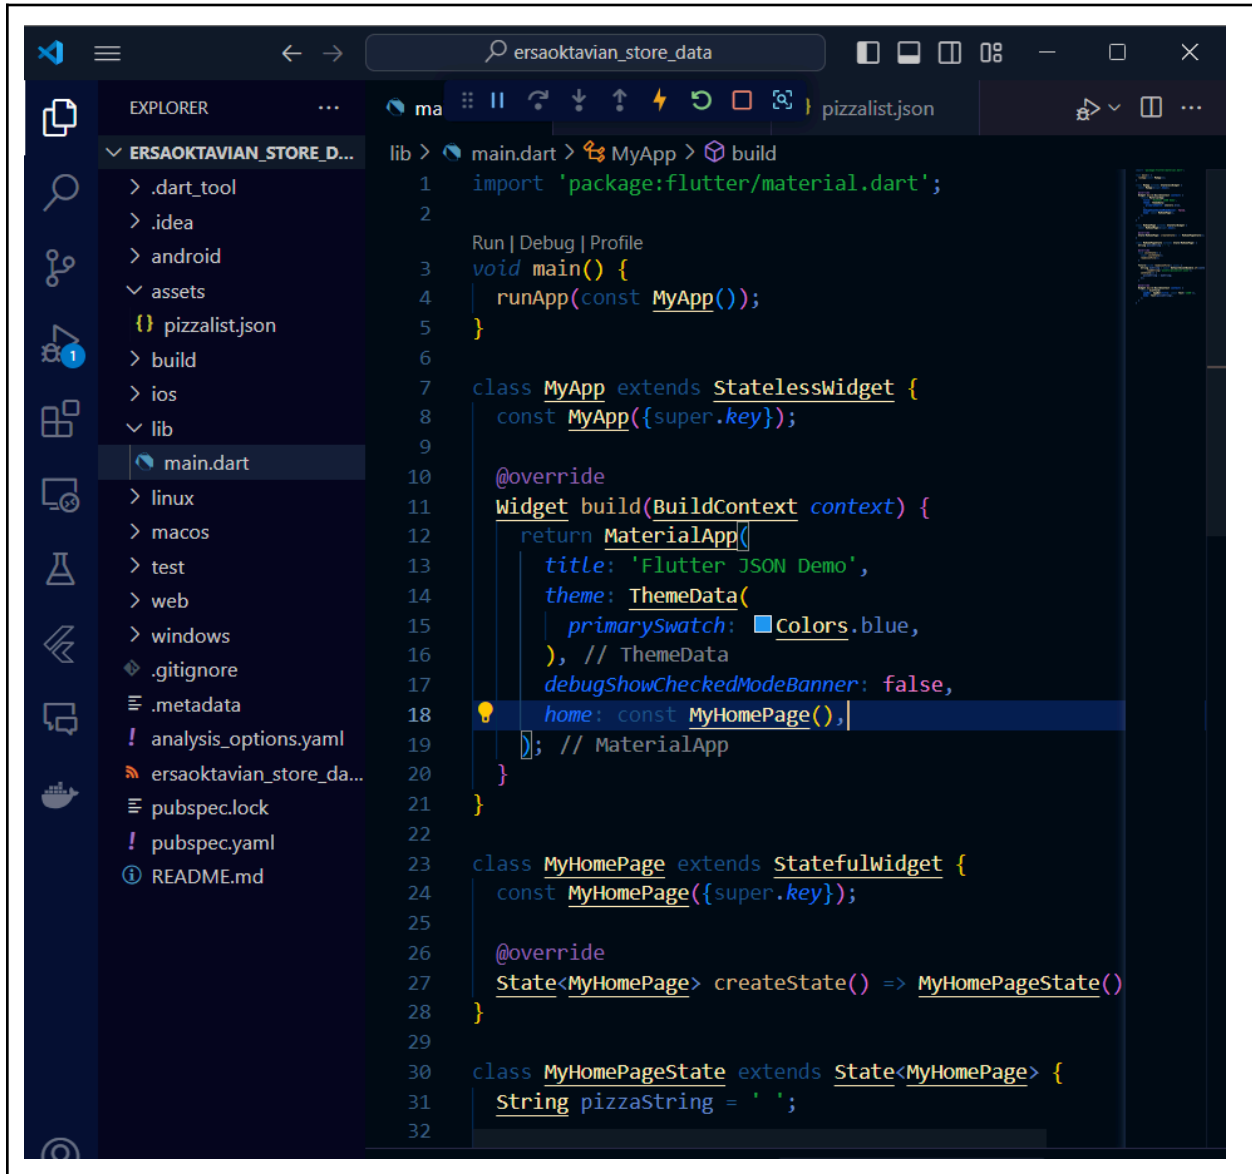 ersaoktavian_store_data
EXPLORER
ma
pizzalist.json
ERSAOKTAVIAN_STORE_D...
lib > main.dart > MyApp > build
.dart_tool
.idea
android
assets
{} pizzalist.json
build
ios
lib
main.dart
linux
macos
test
web
windows
.gitignore
.metadata
! analysis_options.yaml
ersaoktavian_store_da...
pubspec.lock
! pubspec.yaml
README.md
1
1 import 'package:flutter/material.dart';
2
Run | Debug | Profile
3 void main() {
4 runApp(const MyApp());
5 }
6
7 class MyApp extends StatelessWidget {
8 const MyApp({super.key});
9
10 @override
11 Widget build(BuildContext context) {
12 return MaterialApp(
13 title: 'Flutter JSON Demo',
14 theme: ThemeData(
15 primarySwatch: Colors.blue,
16 ), // ThemeData
17 debugShowCheckedModeBanner: false,
18 home: const MyHomePage(),
19 ); // MaterialApp
20 }
21 }
22
23 class MyHomePage extends StatefulWidget {
24 const MyHomePage({super.key});
25
26 @override
27 State<MyHomePage> createState() => MyHomePageState()
28 }
29
30 class MyHomePageState extends State<MyHomePage> {
31 String pizzaString = ' ';
32